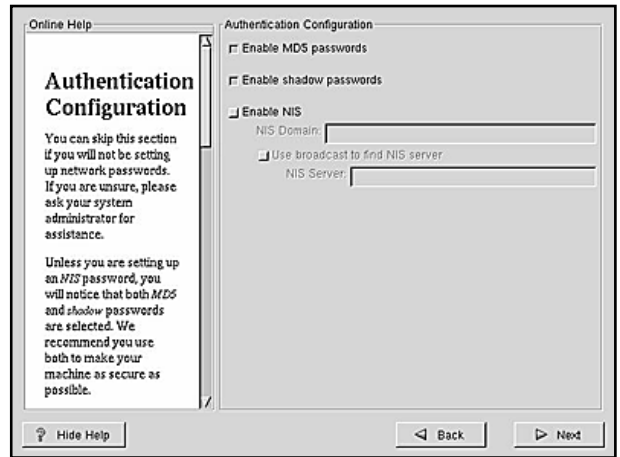 Online Help
Authentication
Configuration
You can skip this section
if you will not be setting
up network passwords.
If you are unsure, please
ask your system
administrator for
assistance.
Unless you are setting up
an NIS password, you
will notice that both MD5
and shadow passwords
are selected. We
recommend you use
both to make your
machine as secure as
possible.
Authentication Configuration
Enable MD5 passwords
Enable shadow passwords
Enable NIS
NIS Domain:
Use broadcast to find NIS server
NIS Server:
? Hide Help
Back
Next